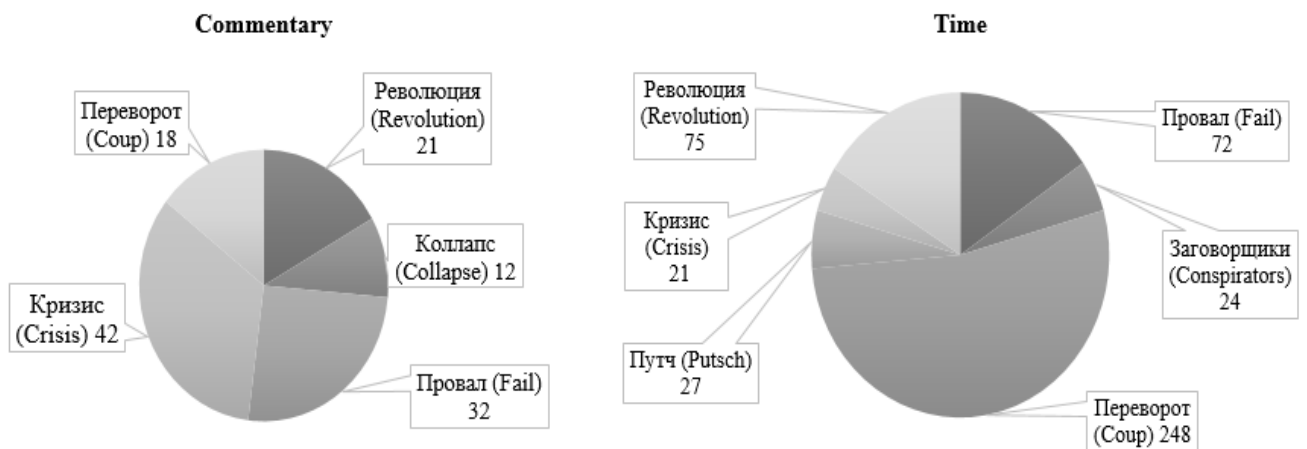 Commentary
Переворот
(Coup) 18
Революция
(Revolution)
21
Коллапс
(Collapse) 12
Кризис
(Crisis) 42
Провал (Fail)
32
Time
Революция
(Revolution)
75
Провал (Fail)
72
Кризис
(Crisis)
21
Заговорщики
(Conspirators)
24
Путч (Putsch)
27
Переворот
(Coup) 248